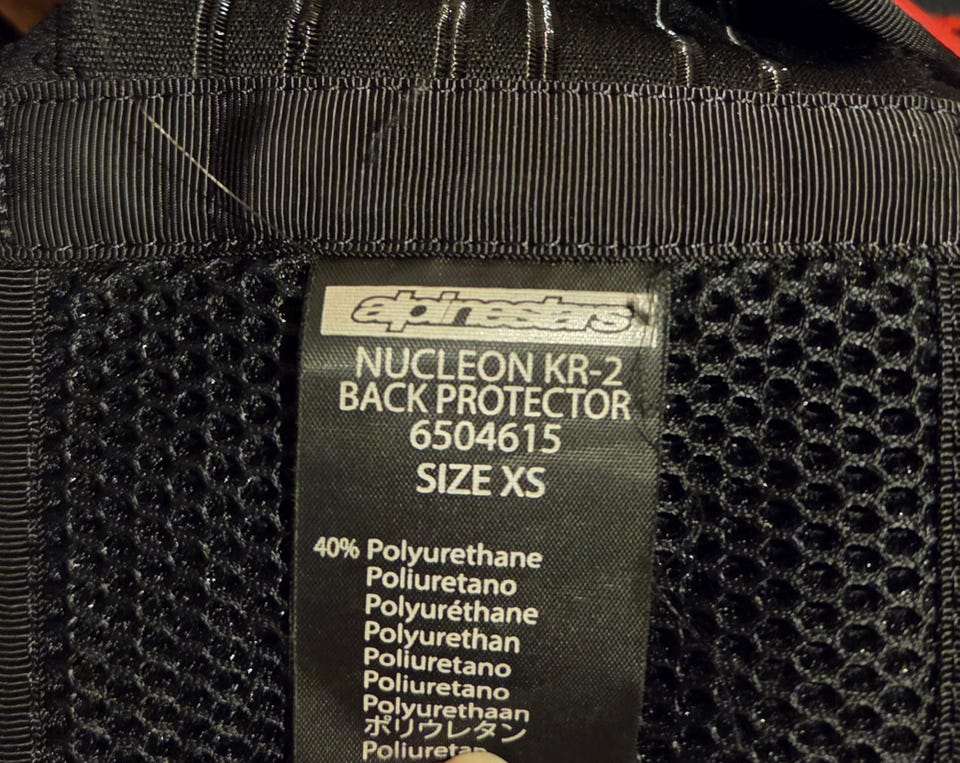 alpinestars
NUCLEON KR-2
BACK PROTECTOR
6504615
SIZE XS
40% Polyurethane
Poliuretano
Polyuréthane
Polyurethan
Poliuretano
Poliuretano
Polyurethaan
ポリウレタン